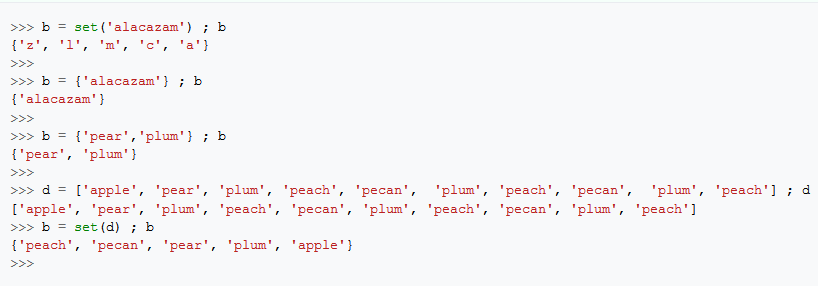 >>> b = set('alacazam') ; b
{'z', 'l', 'm', 'c', 'a'}
>>>
>>> b = {'alacazam'} ; b
{'alacazam'}
>>>
>>> b = {'pear','plum'} ; b
{'pear', 'plum'}
>>>
>>> d = ['apple', 'pear', 'plum', 'peach', 'pecan',  'plum', 'peach', 'pecan',  'plum', 'peach'] ; d
['apple', 'pear', 'plum', 'peach', 'pecan', 'plum', 'peach', 'pecan', 'plum', 'peach']
>>> b = set(d) ; b
{'peach', 'pecan', 'pear', 'plum', 'apple'}
>>>